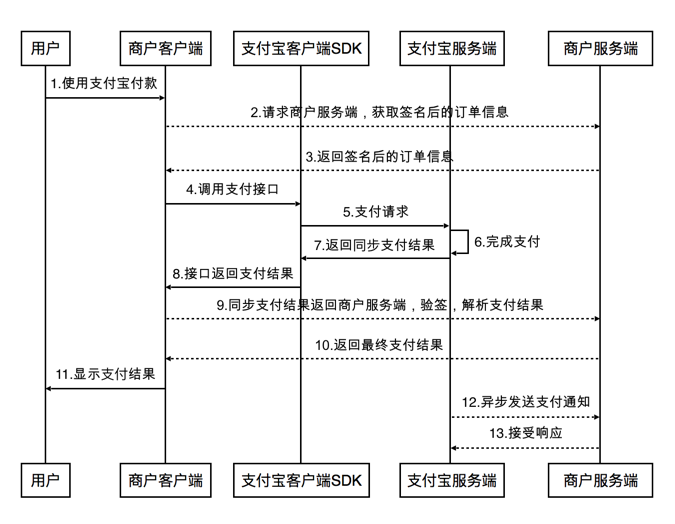 用户
商户客户端
支付宝客户端SDK
支付宝服务端
商户服务端
1.使用支付宝付款
2.请求商户服务端，获取签名后的订单信息
3.返回签名后的订单信息
4.调用支付接口
5.支付请求
6.完成支付
7.返回同步支付结果
8.接口返回支付结果
9.同步支付结果返回商户服务端，验签，解析支付结果
10.返回最终支付结果
11.显示支付结果
12.异步发送支付通知
13.接受响应
用户
商户客户端
支付宝客户端SDK
支付宝服务端
商户服务端